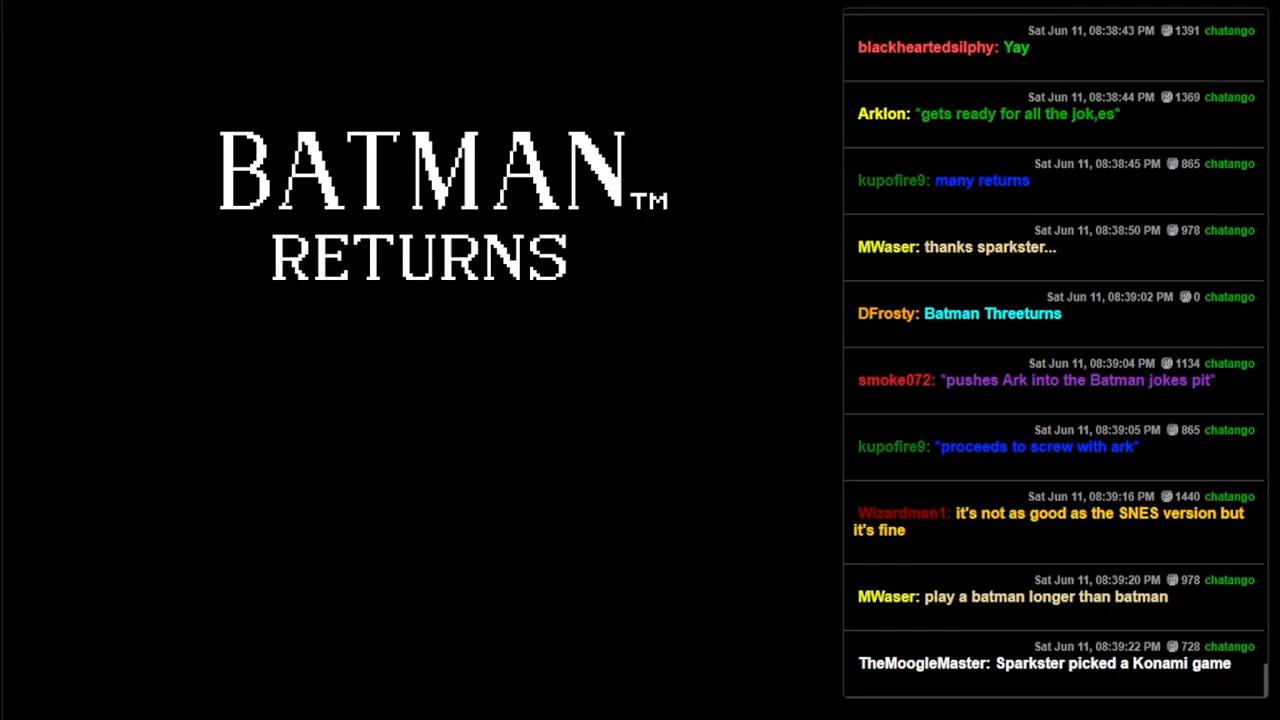 BATMAN™
RETURNS
Sat Jun 11, 08:38:43 PM 1391 chatango
blackheartedsilphy: Yay
Sat Jun 11, 08:38:44 PM 1369 chatango
Arklon: *gets ready for all the jok,es*
Sat Jun 11, 08:38:45 PM 865 chatango
kupofire9: many returns
Sat Jun 11, 08:38:50 PM 978 chatango
MWaser: thanks sparkster...
Sat Jun 11, 08:39:02 PM 0 chatango
DFrosty: Batman Threeturns
Sat Jun 11, 08:39:04 PM 1134 chatango
smoke072: *pushes Ark into the Batman jokes pit*
Sat Jun 11, 08:39:05 PM 865 chatango
kupofire9: *proceeds to screw with ark*
Sat Jun 11, 08:39:16 PM 1440 chatango
Wizardman1: it's not as good as the SNES version but
it's fine
Sat Jun 11, 08:39:20 PM 978 chatango
MWaser: play a batman longer than batman
Sat Jun 11, 08:39:22 PM 728 chatango
TheMoogleMaster: Sparkster picked a Konami game